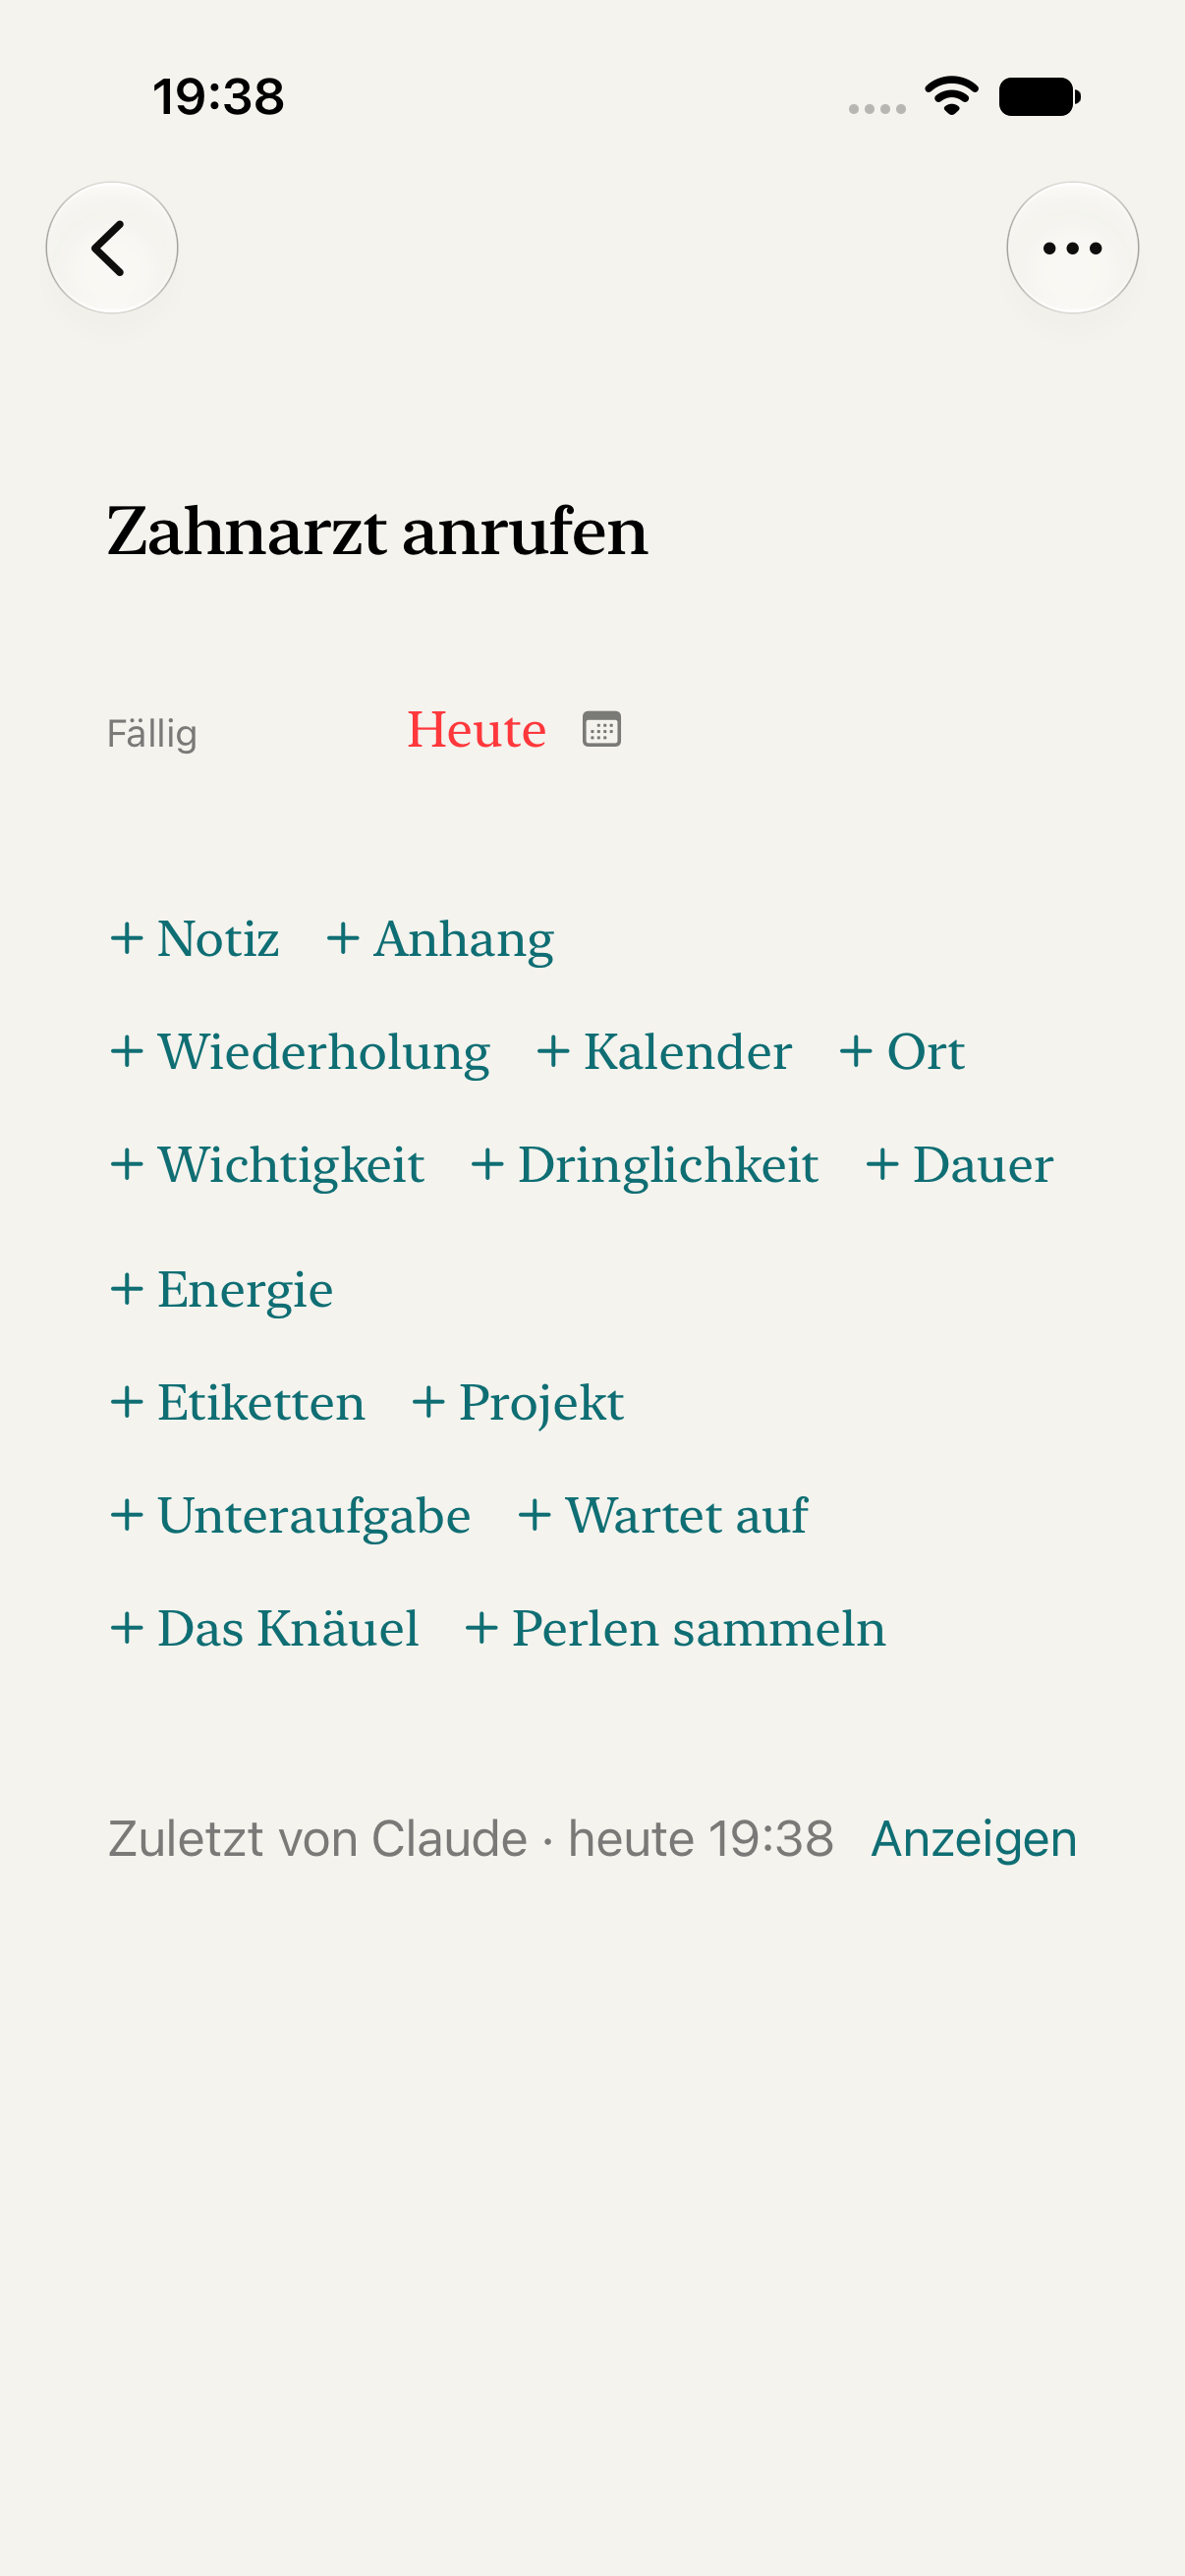 19:38
Zahnarzt anrufen
Fällig Heute
+ Notiz + Anhang
+ Wiederholung + Kalender + Ort
+ Wichtigkeit + Dringlichkeit + Dauer
+ Energie
+ Etiketten + Projekt
+ Unteraufgabe + Wartet auf
+ Das Knäuel + Perlen sammeln
Zuletzt von Claude · heute 19:38 Anzeigen